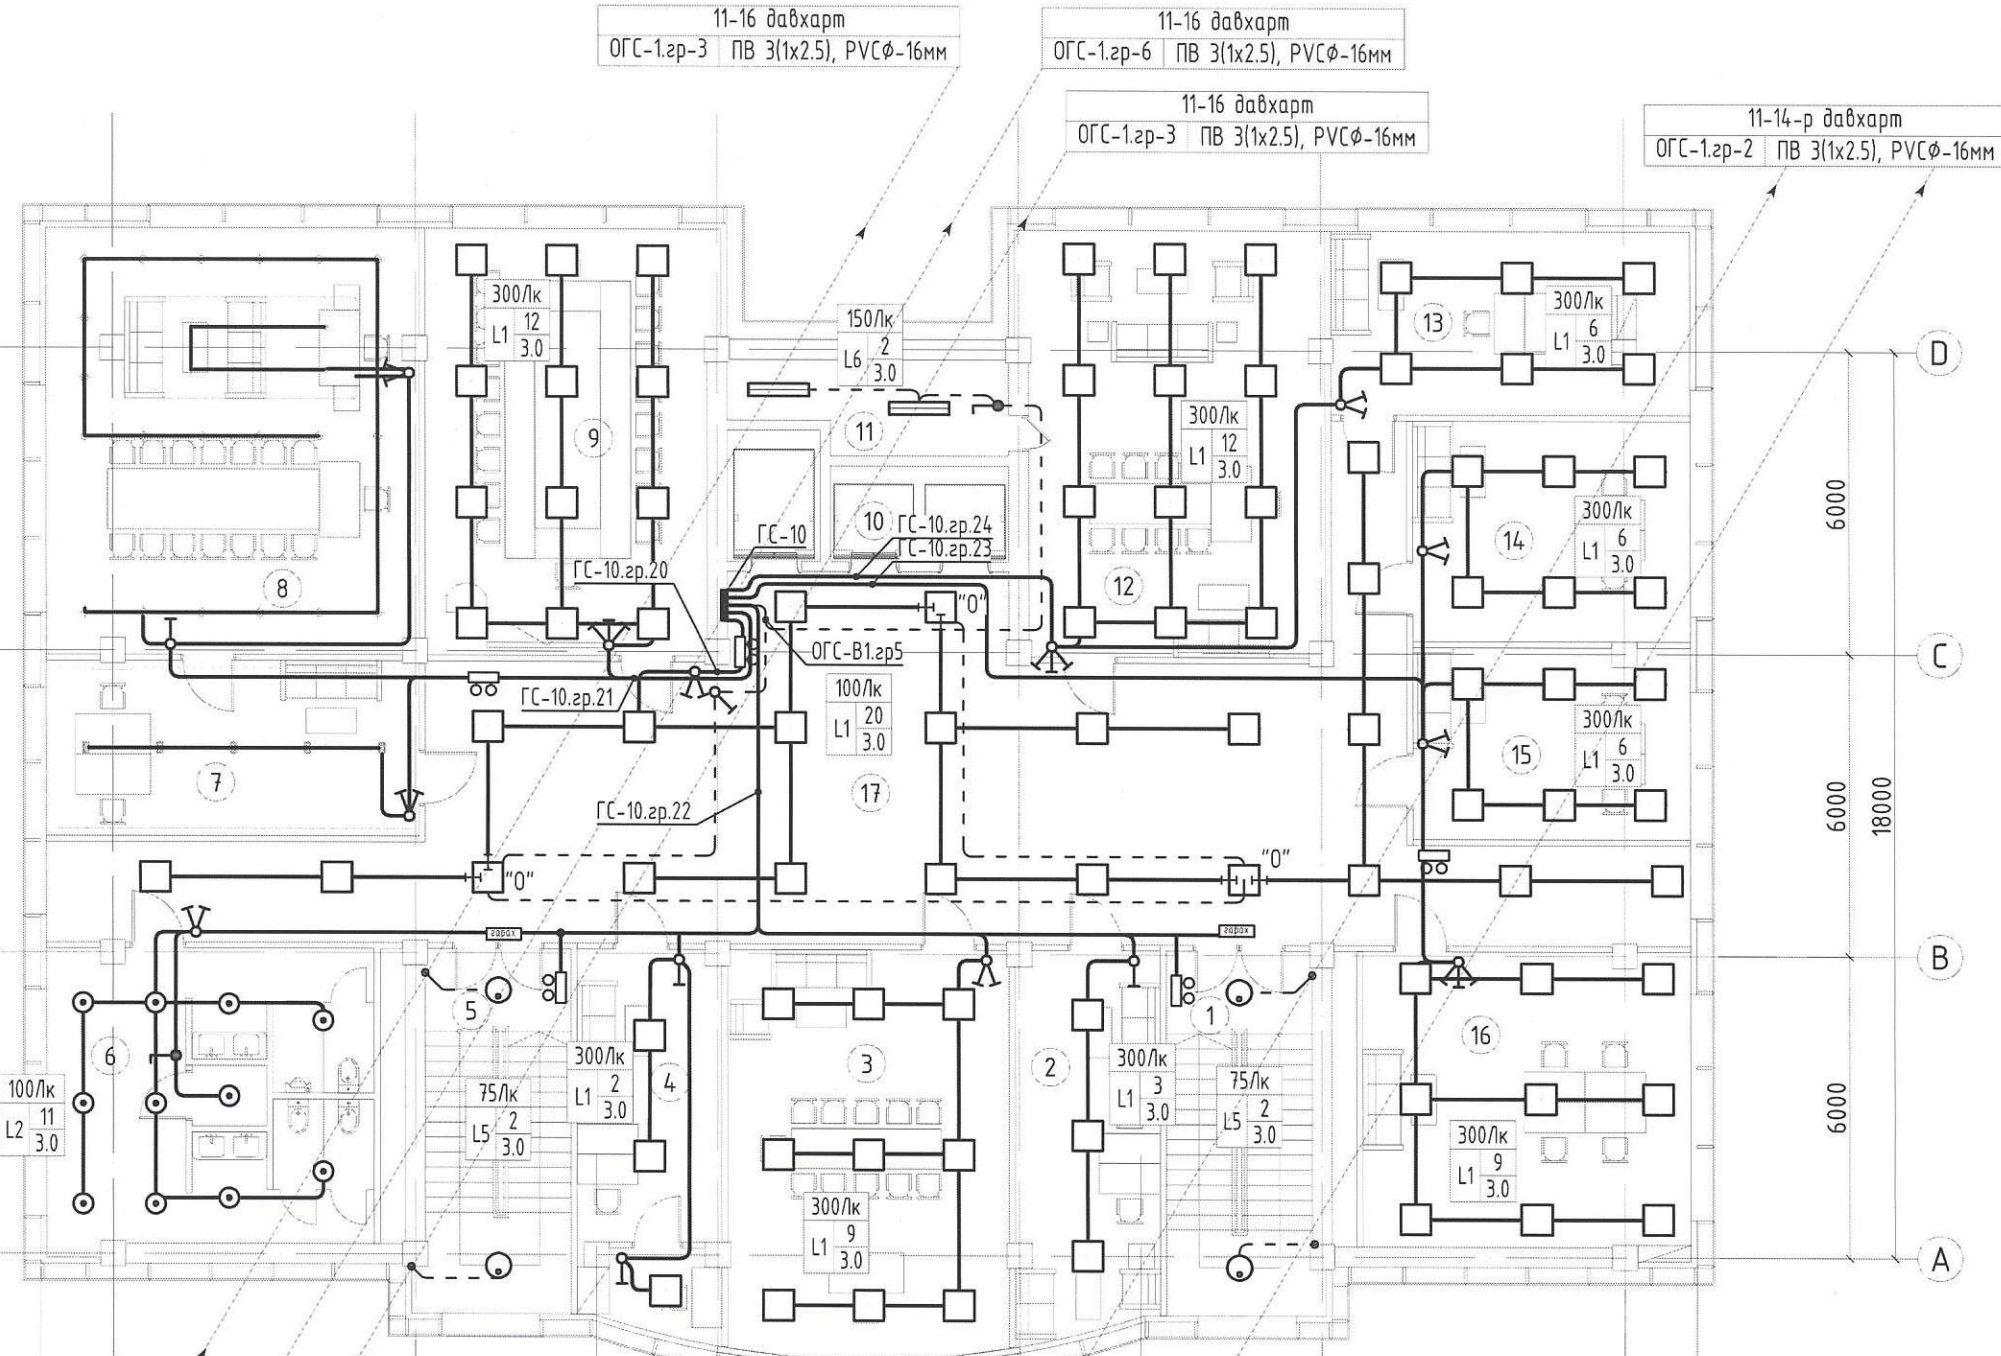 11-16 давхарт
ОГС-1.гр-3 ПВ 3(1х2.5), PVCФ-16мм
11-16 давхарт
ОГС-1.гр-6 ПВ 3(1х2.5), PVCФ-16мм
11-16 давхарт
ОГС-1.гр-3 ПВ 3(1х2.5), PVCФ-16мм
11-14-р давхарт
ОГС-1.гр-2 ПВ 3(1х2.5), PVCФ-16мм
300Лк
L1 12
3.0
9
150Лк
L6 2
3.0
11
300Лк
L1 12
3.0
12
13
300Лк
L1 6
3.0
D
8
ГС-10
10
ГС-10.гр.24
ГС-10.гр.23
ГС-10.гр.20
"О"
ОГС-В1.гр5
ГС-10.гр.21
14
300Лк
L1 6
3.0
6000
C
7
100Лк
L1 20
3.0
17
ГС-10.гр.22
15
300Лк
L1 6
3.0
6000
18000
"О"
"О"
гарах
гарах
B
6
100Лк
L2 11
3.0
5
75Лк
L5 2
3.0
300Лк
L1 2
3.0
4
3
300Лк
L1 9
3.0
2
300Лк
L1 3
3.0
1
75Лк
L5 2
3.0
16
300Лк
L1 9
3.0
6000
A